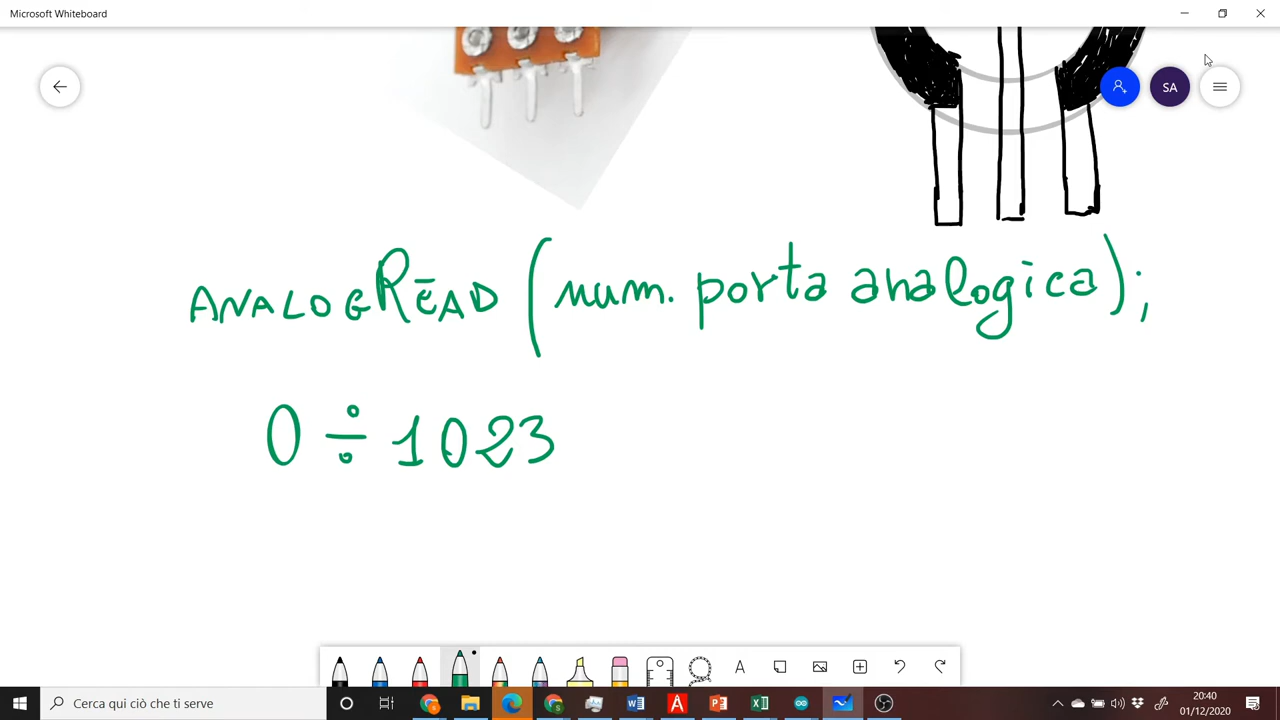 Microsoft Whiteboard
SA
ANALOGREAD (num. porta analogica);
0 ÷ 1023
A
Cerca qui ciò che ti serve
20:40
01/12/2020